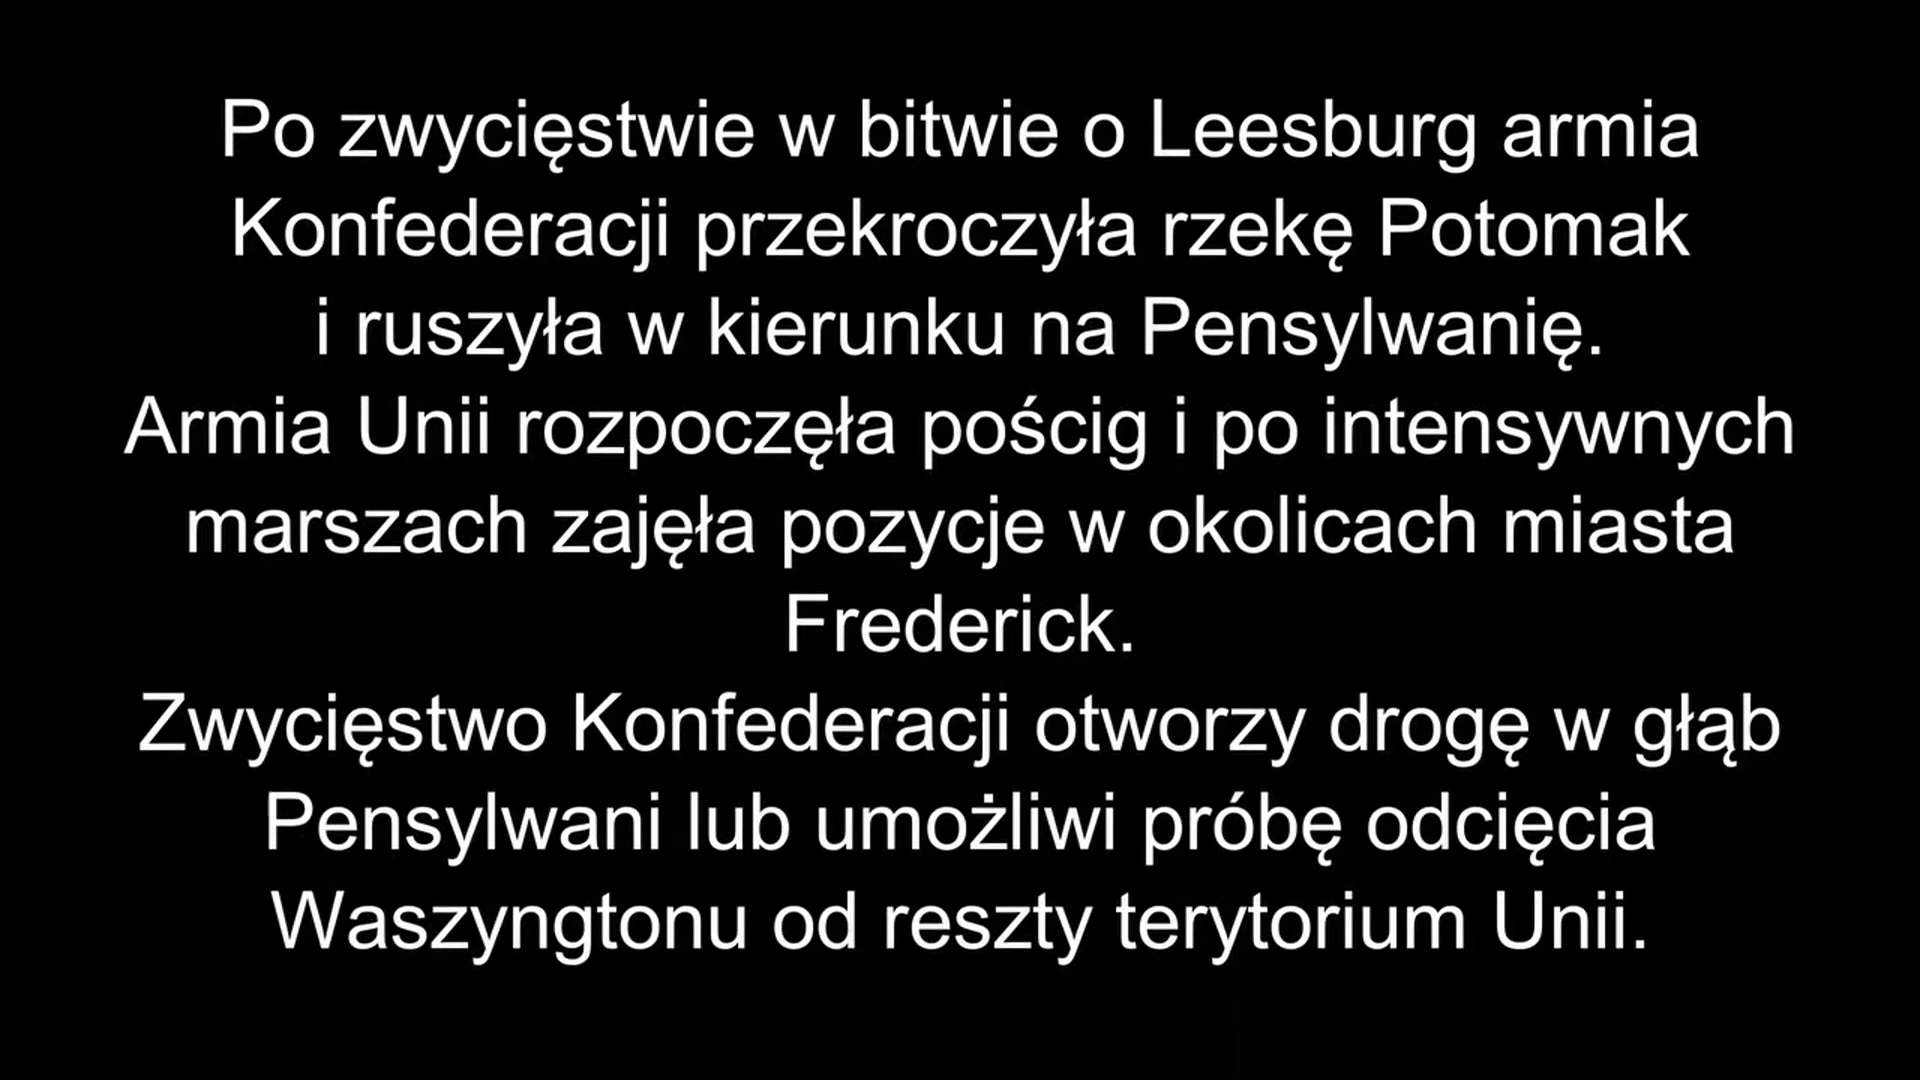 Po zwycięstwie w bitwie o Leesburg armia
Konfederacji przekroczyła rzekę Potomak
i ruszyła w kierunku na Pensylwanię.
Armia Unii rozpoczęła pościg i po intensywnych
marszach zajęła pozycje w okolicach miasta
Frederick.
Zwycięstwo Konfederacji otworzy drogę w głąb
Pensylwani lub umożliwi próbę odcięcia
Waszyngtonu od reszty terytorium Unii.